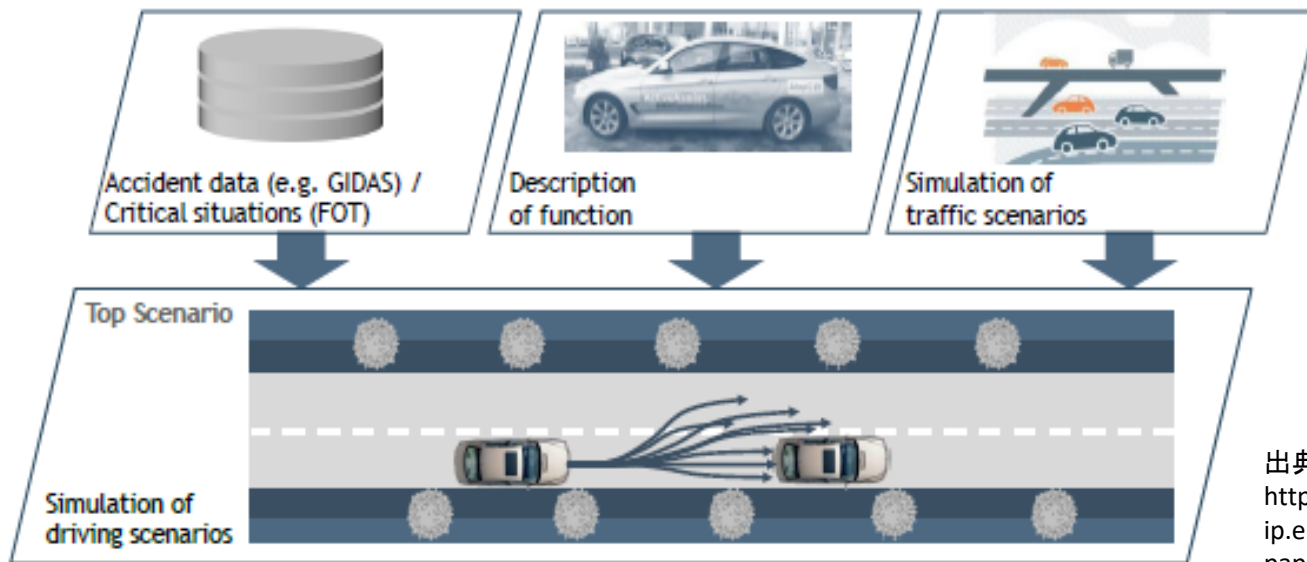 Accident data (e.g. GIDAS) /
Critical situations (FOT)
Description
of function
Simulation of
traffic scenarios
Top Scenario
Simulation of
driving scenarios
出典
http
ip.e